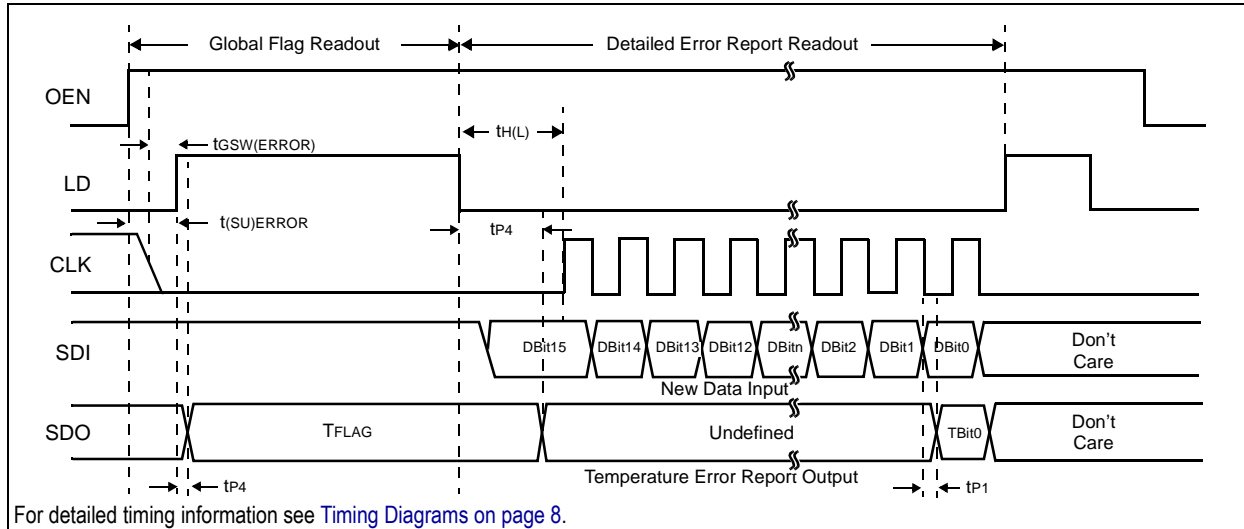 Global Flag Readout
Detailed Error Report Readout
OEN
tH(L)
tGSW(ERROR)
LD
t(SU)ERROR
tP4
CLK
SDI
DBit15
DBit14
DBit13
DBit12
DBitn
DBit2
DBit1
DBit0
Don't
Care
New Data Input
SDO
TFLAG
Undefined
TBit0
Don't
Care
Temperature Error Report Output
tP4
tP1
For detailed timing information see Timing Diagrams on page 8.